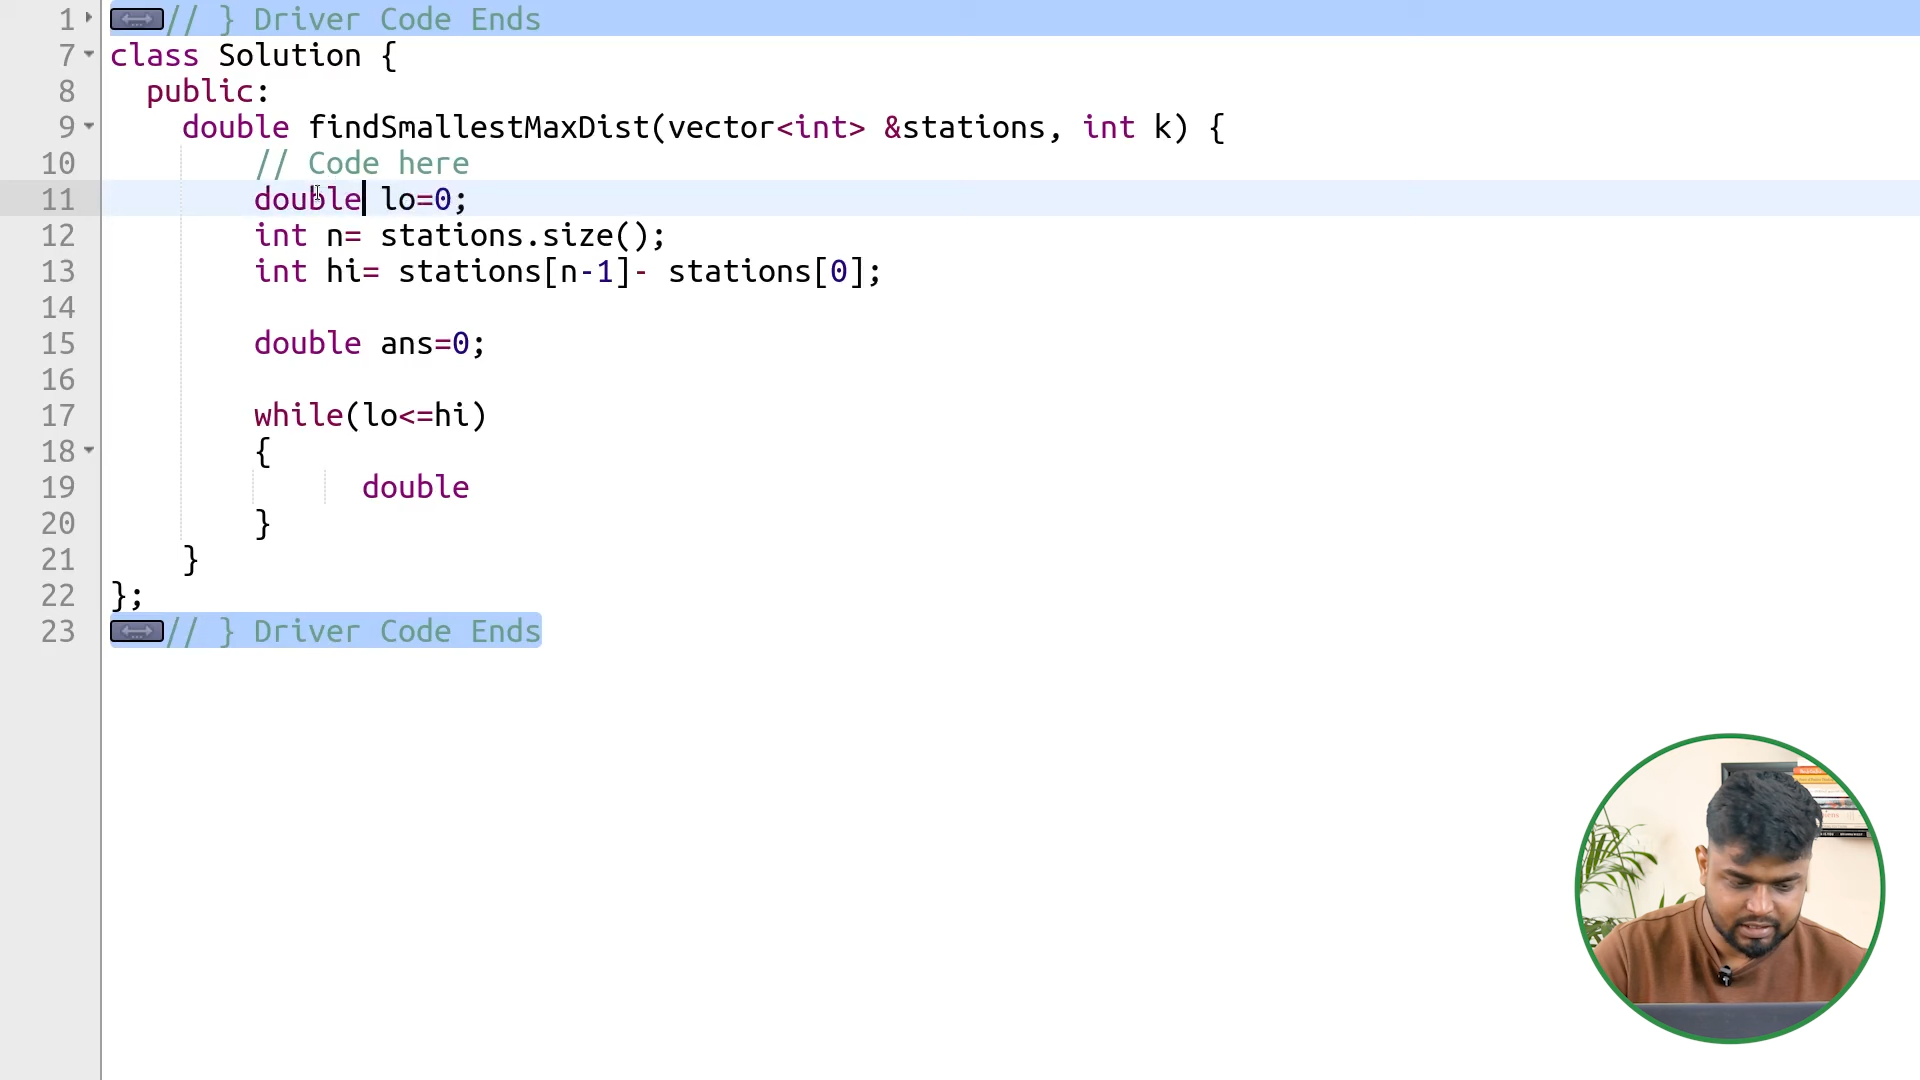 1 // } Driver Code Ends
7 class Solution {
8 public:
9 double findSmallestMaxDist(vector<int> &stations, int k) {
10 // Code here
11 double lo=0;
12 int n= stations.size();
13 int hi= stations[n-1]- stations[0];
14
15 double ans=0;
16
17 while(lo<=hi)
18 {
19 double
20 }
21 }
22 };
23 // } Driver Code Ends